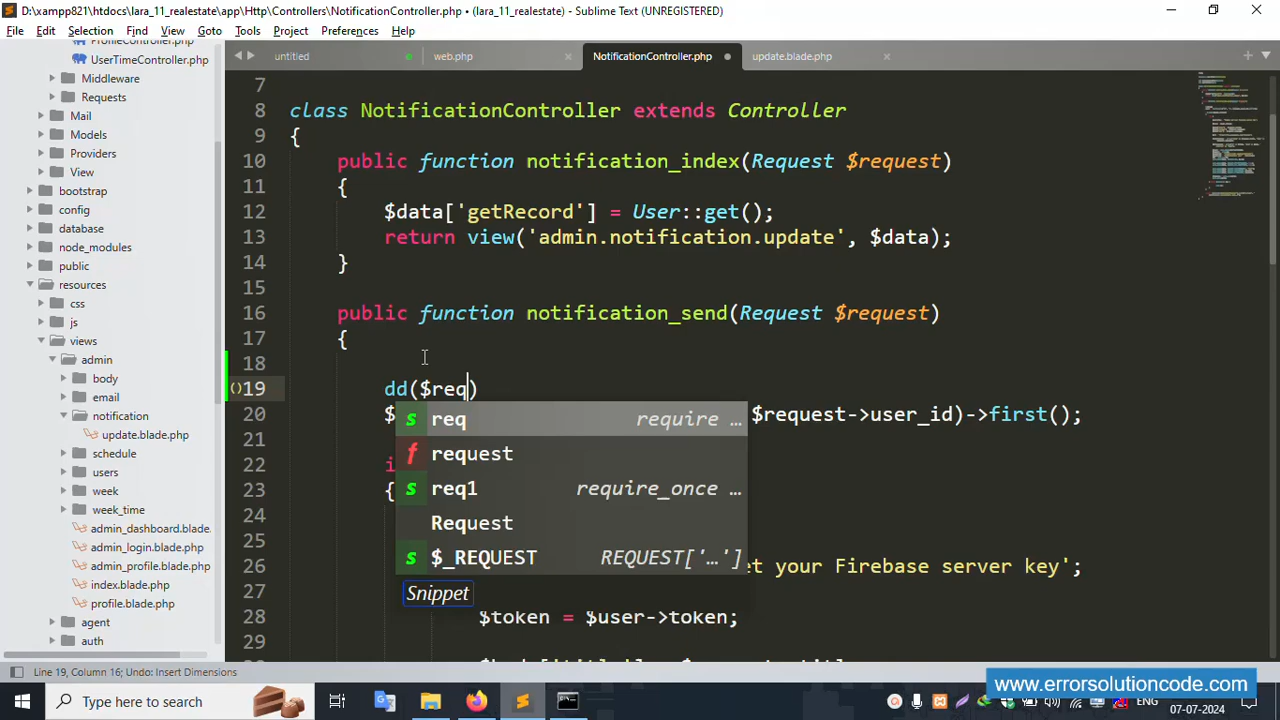 D:\xampp821\htdocs\lara_11_realestate\app\Http\Controllers\NotificationController.php • (lara_11_realestate) - Sublime Text (UNREGISTERED)
File Edit Selection Find View Goto Tools Project Preferences Help
ProfileController.php
UserTimeController.php
Middleware
Requests
Mail
Models
Providers
View
bootstrap
config
database
node_modules
public
resources
css
js
views
admin
body
email
notification
update.blade.php
schedule
users
week
week_time
admin_dashboard.blade.
admin_login.blade.php
admin_profile.blade.php
index.blade.php
profile.blade.php
agent
auth
untitled web.php NotificationController.php update.blade.php
7
8 class NotificationController extends Controller
9 {
10 public function notification_index(Request $request)
11 {
12 $data['getRecord'] = User::get();
13 return view('admin.notification.update', $data);
14 }
15
16 public function notification_send(Request $request)
17 {
18
19 dd($req)
20 $ $request->user_id)->first();
21
22 i
23 {
24
25
26 et your Firebase server key';
28 $token = $user->token;
29
req require …
request
req1 require_once …
Request
$_REQUEST REQUEST['…']
Snippet
Line 19, Column 16; Undo: Insert Dimensions
www.errorsolutioncode.com
Type here to search
ENG
07-07-2024